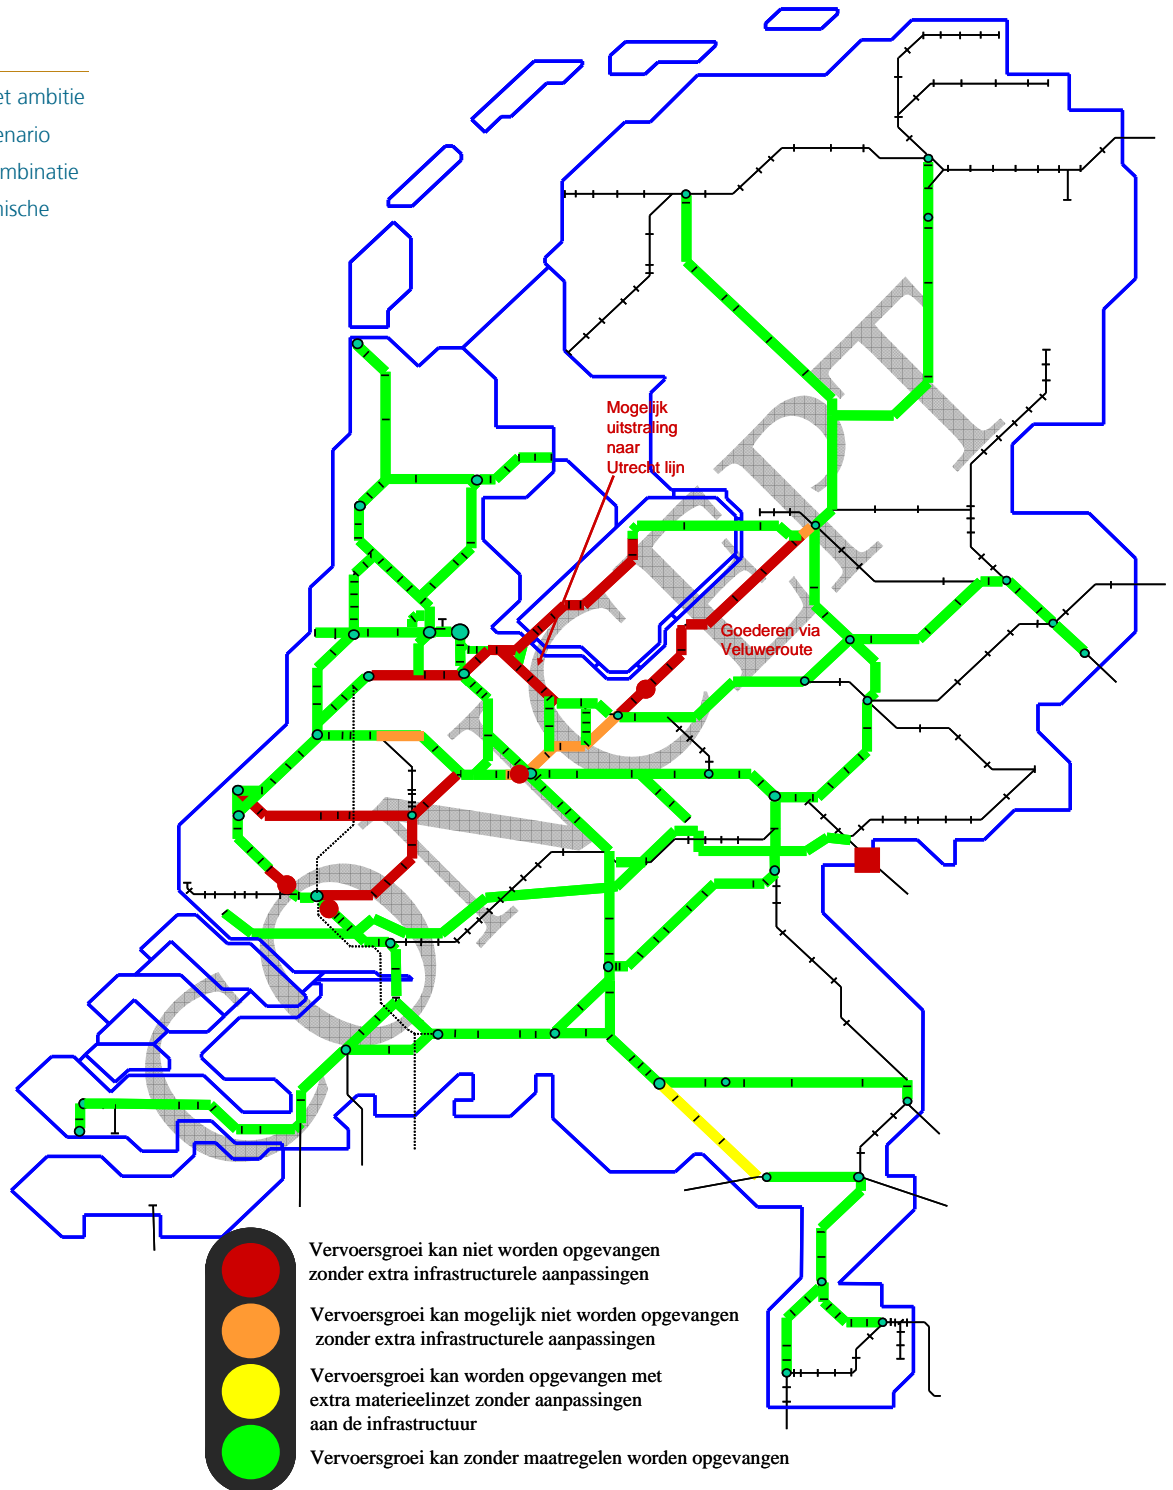 et ambitie
enario
mbinatie
nische
Mogelijk
uitstraling
naar
Utrecht lijn
Goederen via
Veluweroute
CONCEPT
Vervoersgroei kan niet worden opgevangen
zonder extra infrastructurele aanpassingen
Vervoersgroei kan mogelijk niet worden opgevangen
zonder extra infrastructurele aanpassingen
Vervoersgroei kan worden opgevangen met
extra materieelinzet zonder aanpassingen
aan de infrastructuur
Vervoersgroei kan zonder maatregelen worden opgevangen